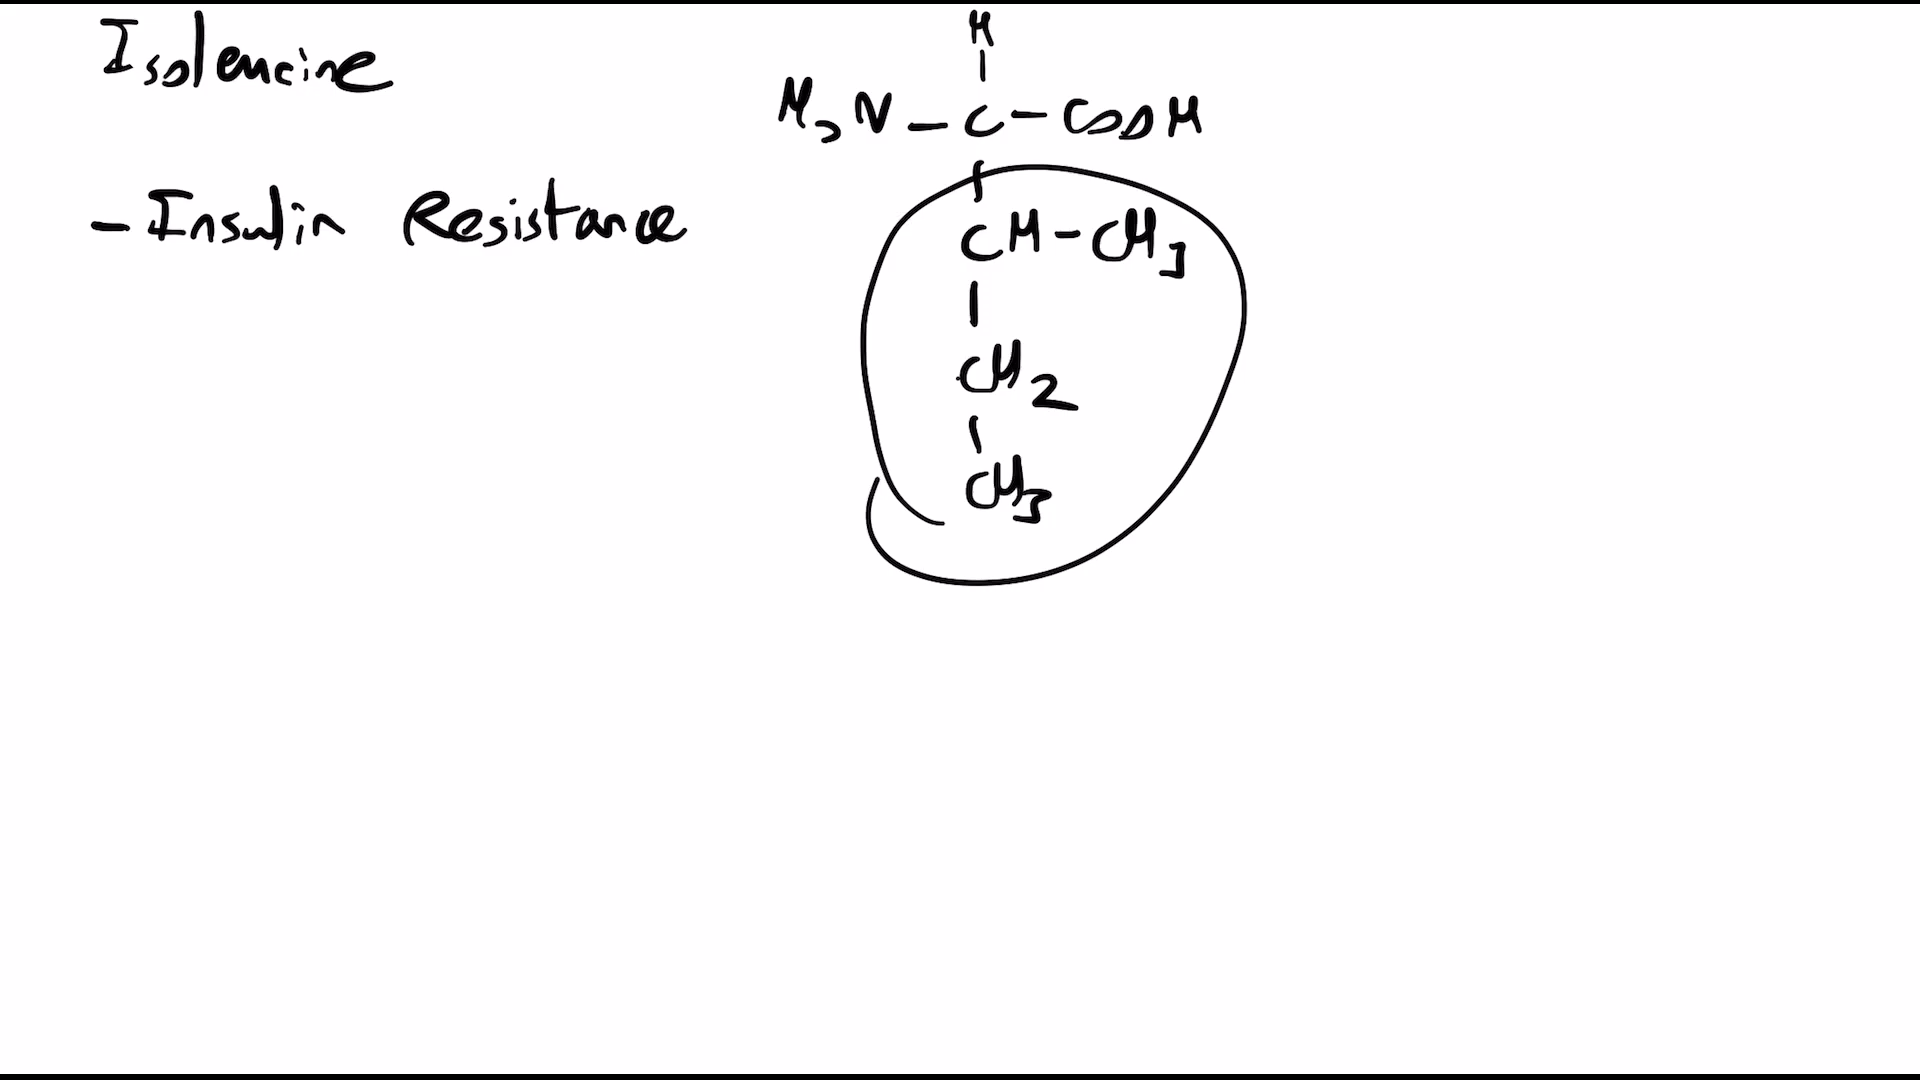 Isoleucine
H
H₂N – C – COOH
– Insulin Resistance
CH – CH₃
CH₂
CH₃